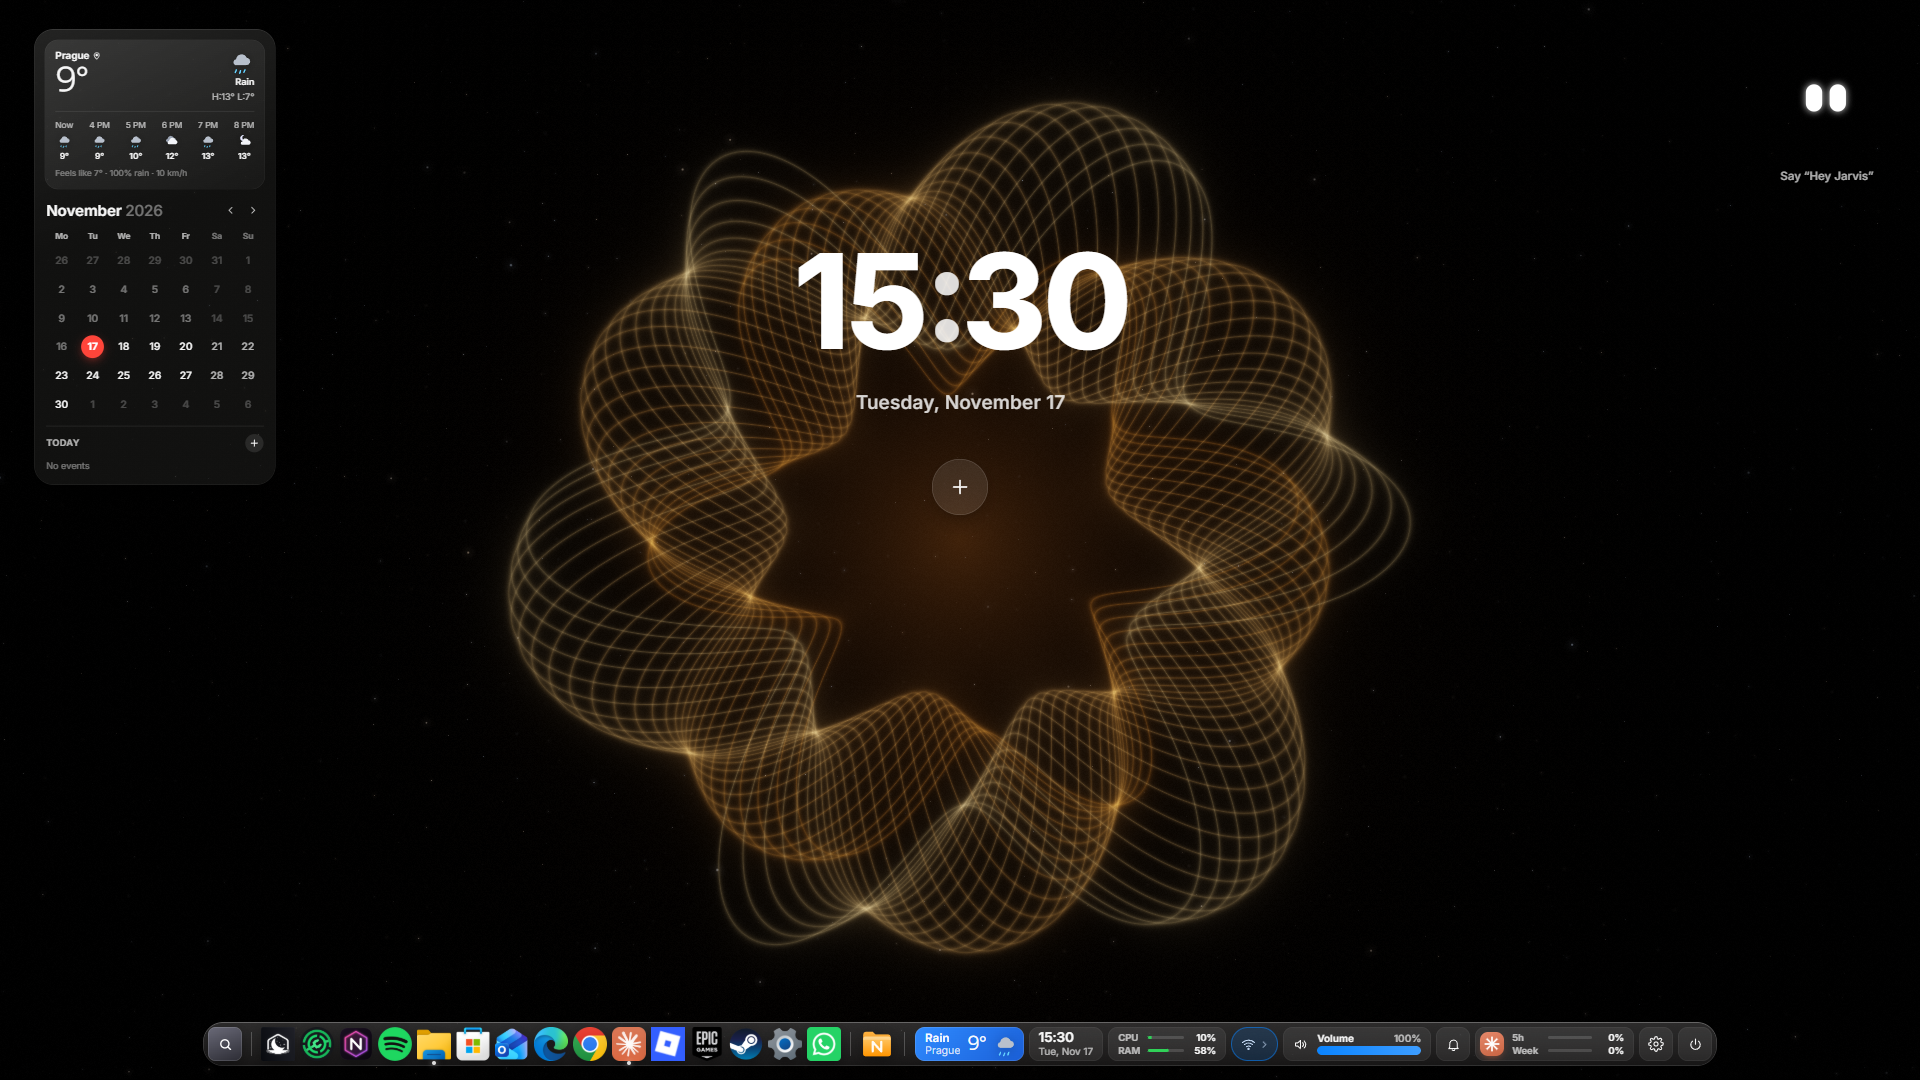 Prague
9°
Rain
H:13° L:7°
Now 4 PM 5 PM 6 PM 7 PM 8 PM
9° 9° 10° 12° 13° 13°
Feels like 7° · 100% rain · 10 km/h
November 2026
Mo Tu We Th Fr Sa Su
26 27 28 29 30 31 1
2 3 4 5 6 7 8
9 10 11 12 13 14 15
16 17 18 19 20 21 22
23 24 25 26 27 28 29
30 1 2 3 4 5 6
TODAY
No events
15:30
Tuesday, November 17
Say “Hey Jarvis”
EPIC
GAMES
Rain
Prague
9°
15:30
Tue, Nov 17
CPU 10%
RAM 58%
Volume 100%
5h 0%
Week 0%